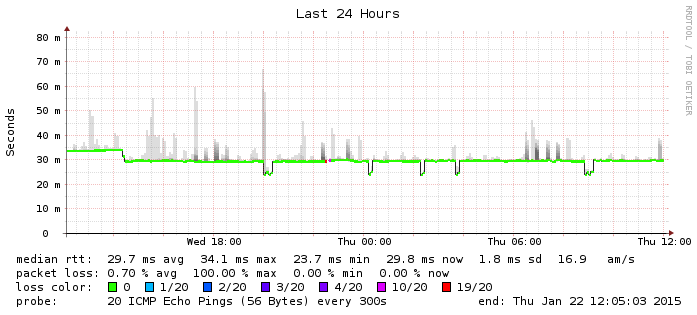 Last 24 Hours
RRDTOOL / TOBI OETIKER
Seconds
80 m
70 m
60 m
50 m
40 m
30 m
20 m
10 m
0
Wed 18:00 Thu 00:00 Thu 06:00 Thu 12:00
median rtt: 29.7 ms avg 34.1 ms max 23.7 ms min 29.8 ms now 1.8 ms sd 16.9 am/s
packet loss: 0.70 % avg 100.00 % max 0.00 % min 0.00 % now
loss color: 0 1/20 2/20 3/20 4/20 10/20 19/20
probe: 20 ICMP Echo Pings (56 Bytes) every 300s end: Thu Jan 22 12:05:03 2015